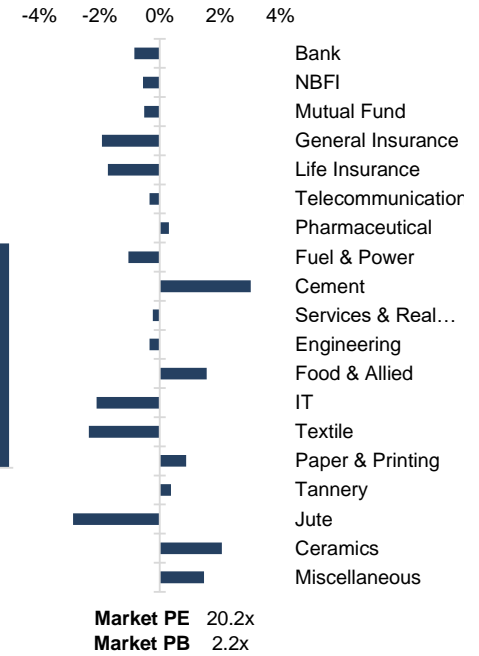 -4% -2% 0% 2% 4%
Bank
NBFI
Mutual Fund
General Insurance
Life Insurance
Telecommunication
Pharmaceutical
Fuel & Power
Cement
Services & Real…
Engineering
Food & Allied
IT
Textile
Paper & Printing
Tannery
Jute
Ceramics
Miscellaneous
Market PE 20.2x
Market PB 2.2x